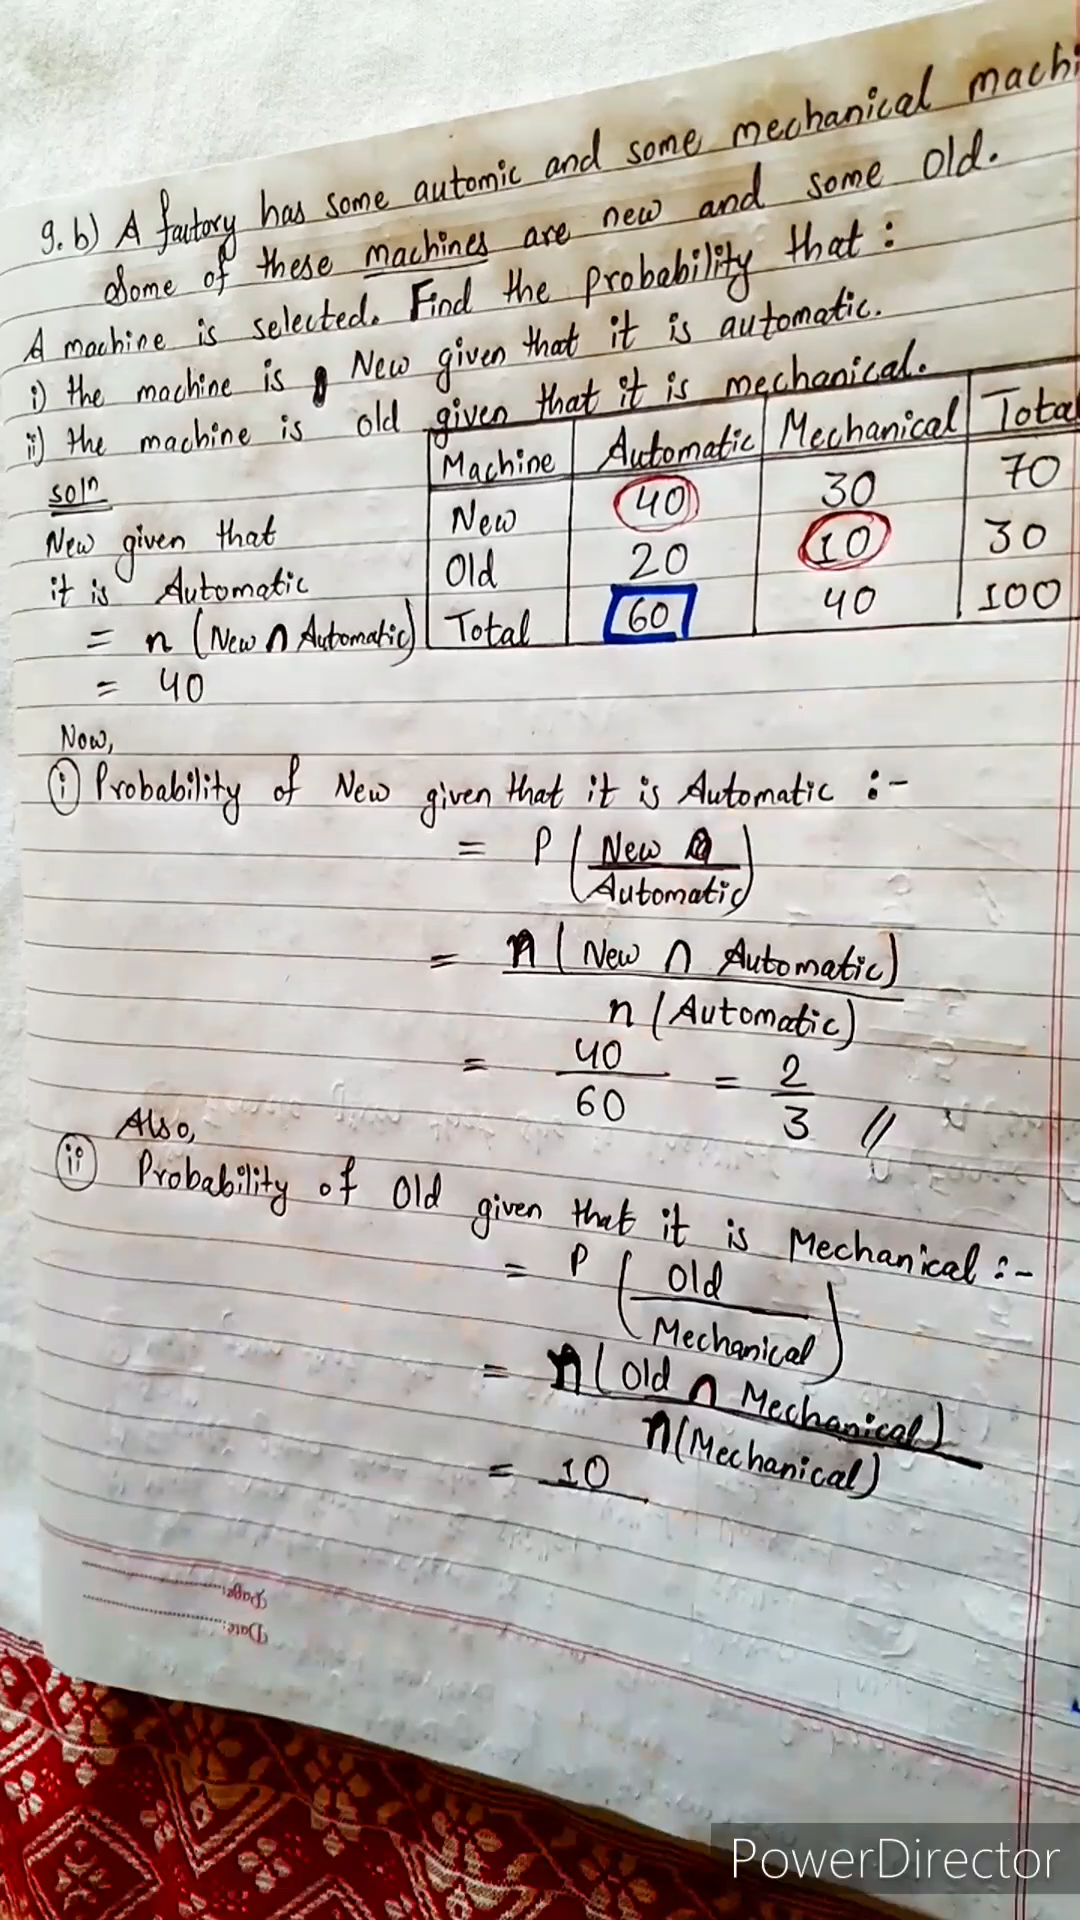 9. b) A factory has some automic and some mechanical machi
Some of these machines are new and some old.
A machine is selected. Find the probability that :
i) the machine is New given that it is automatic.
ii) the machine is old given that it is mechanical.
Machine Automatic Mechanical Total
New 40 30 70
Old 20 10 30
Total 60 40 100
soln
New given that
it is Automatic
= n (New ∩ Automatic)
= 40
Now,
(i) Probability of New given that it is Automatic :-
= P (New
Automatic)
= n ( New ∩ Automatic)
n (Automatic)
= 40 = 2
60 3 //
Also,
(ii) Probability of Old given that it is Mechanical :-
= P ( Old
Mechanical )
= n ( Old ∩ Mechanical )
n (Mechanical)
= 10
Page:
Date:
PowerDirector